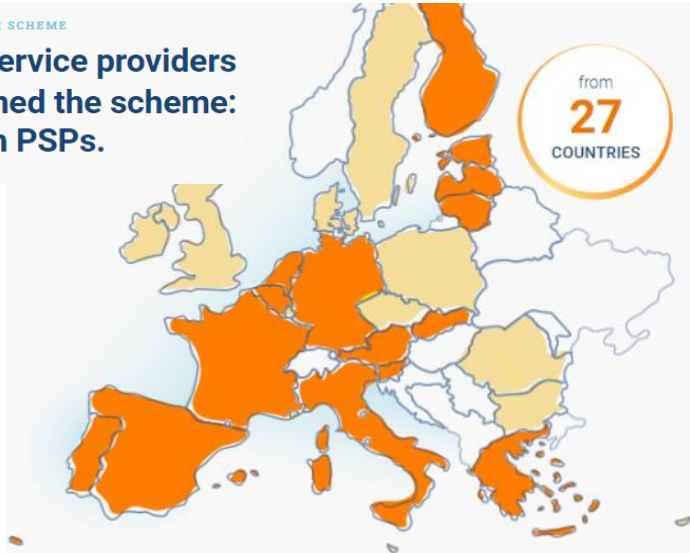 SCHEME
ervice providers
ned the scheme:
PSPs.
from
27
COUNTRIES